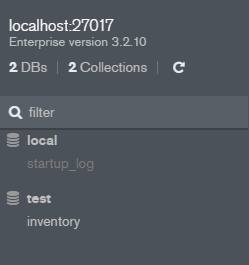 localhost:27017
Enterprise version 3.2.10
2 DBs 2 Collections
filter
local
startup_log
test
inventory